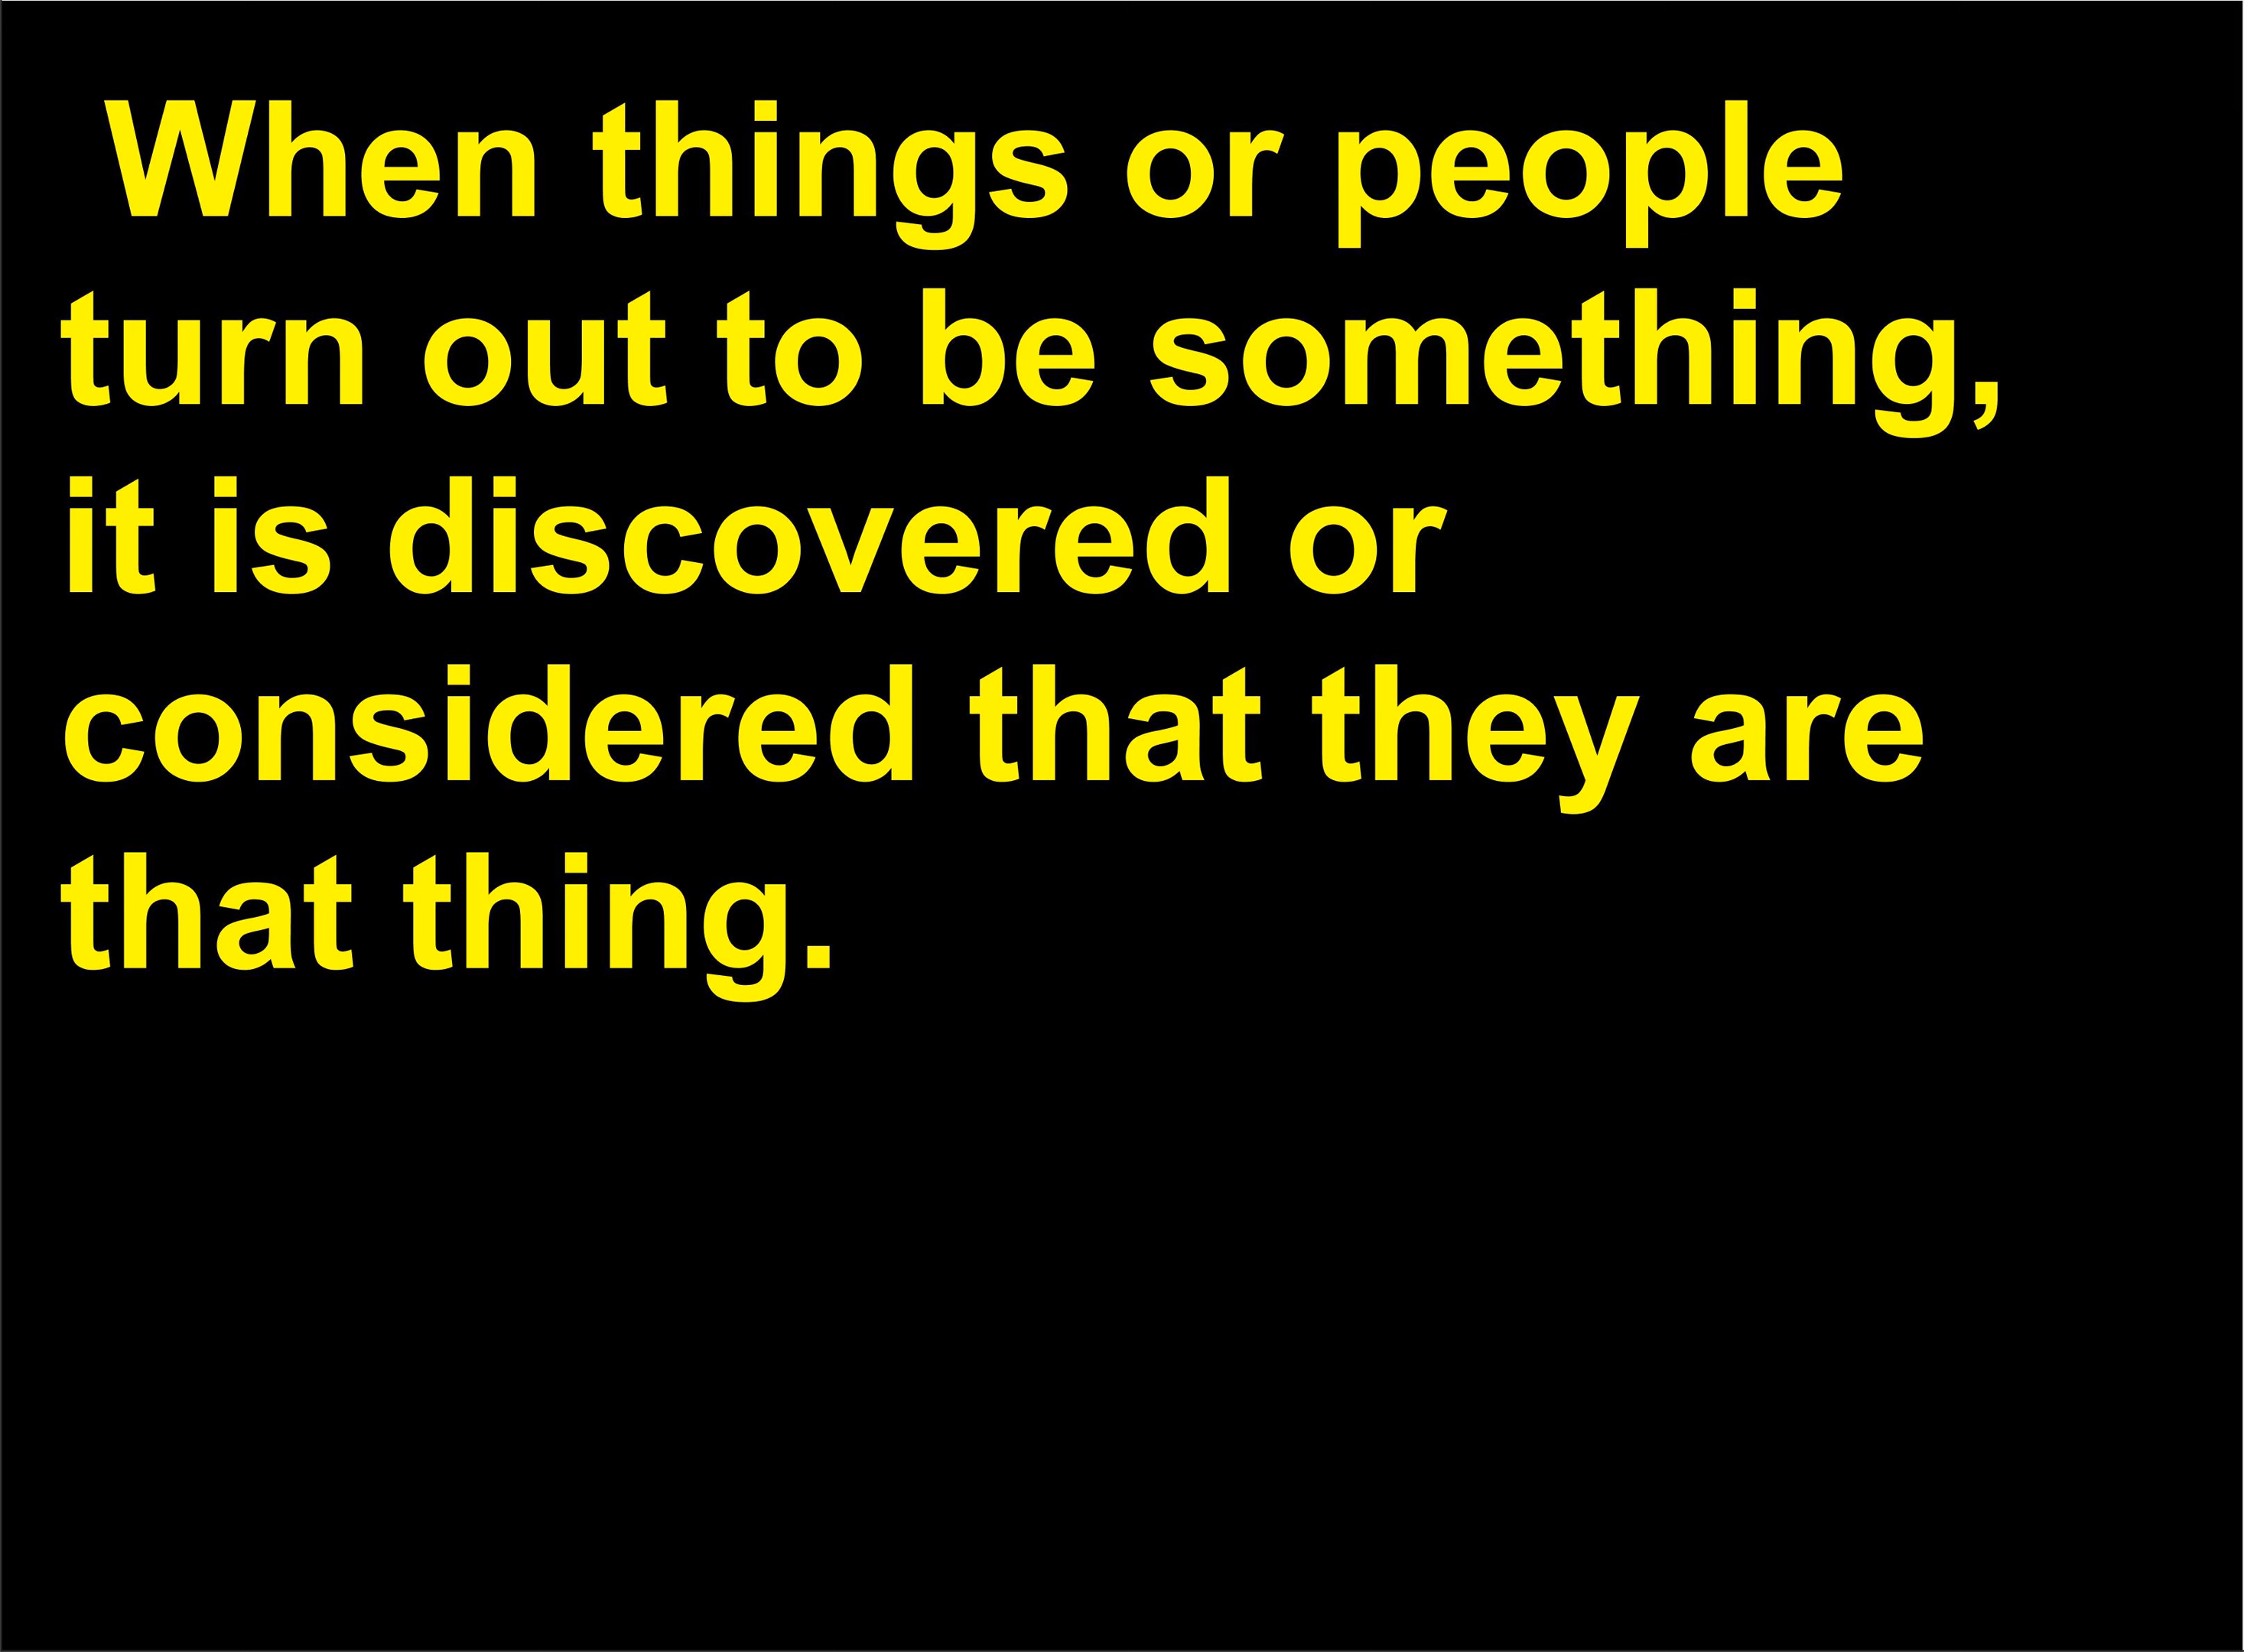 When things or people
turn out to be something,
it is discovered or
considered that they are
that thing.